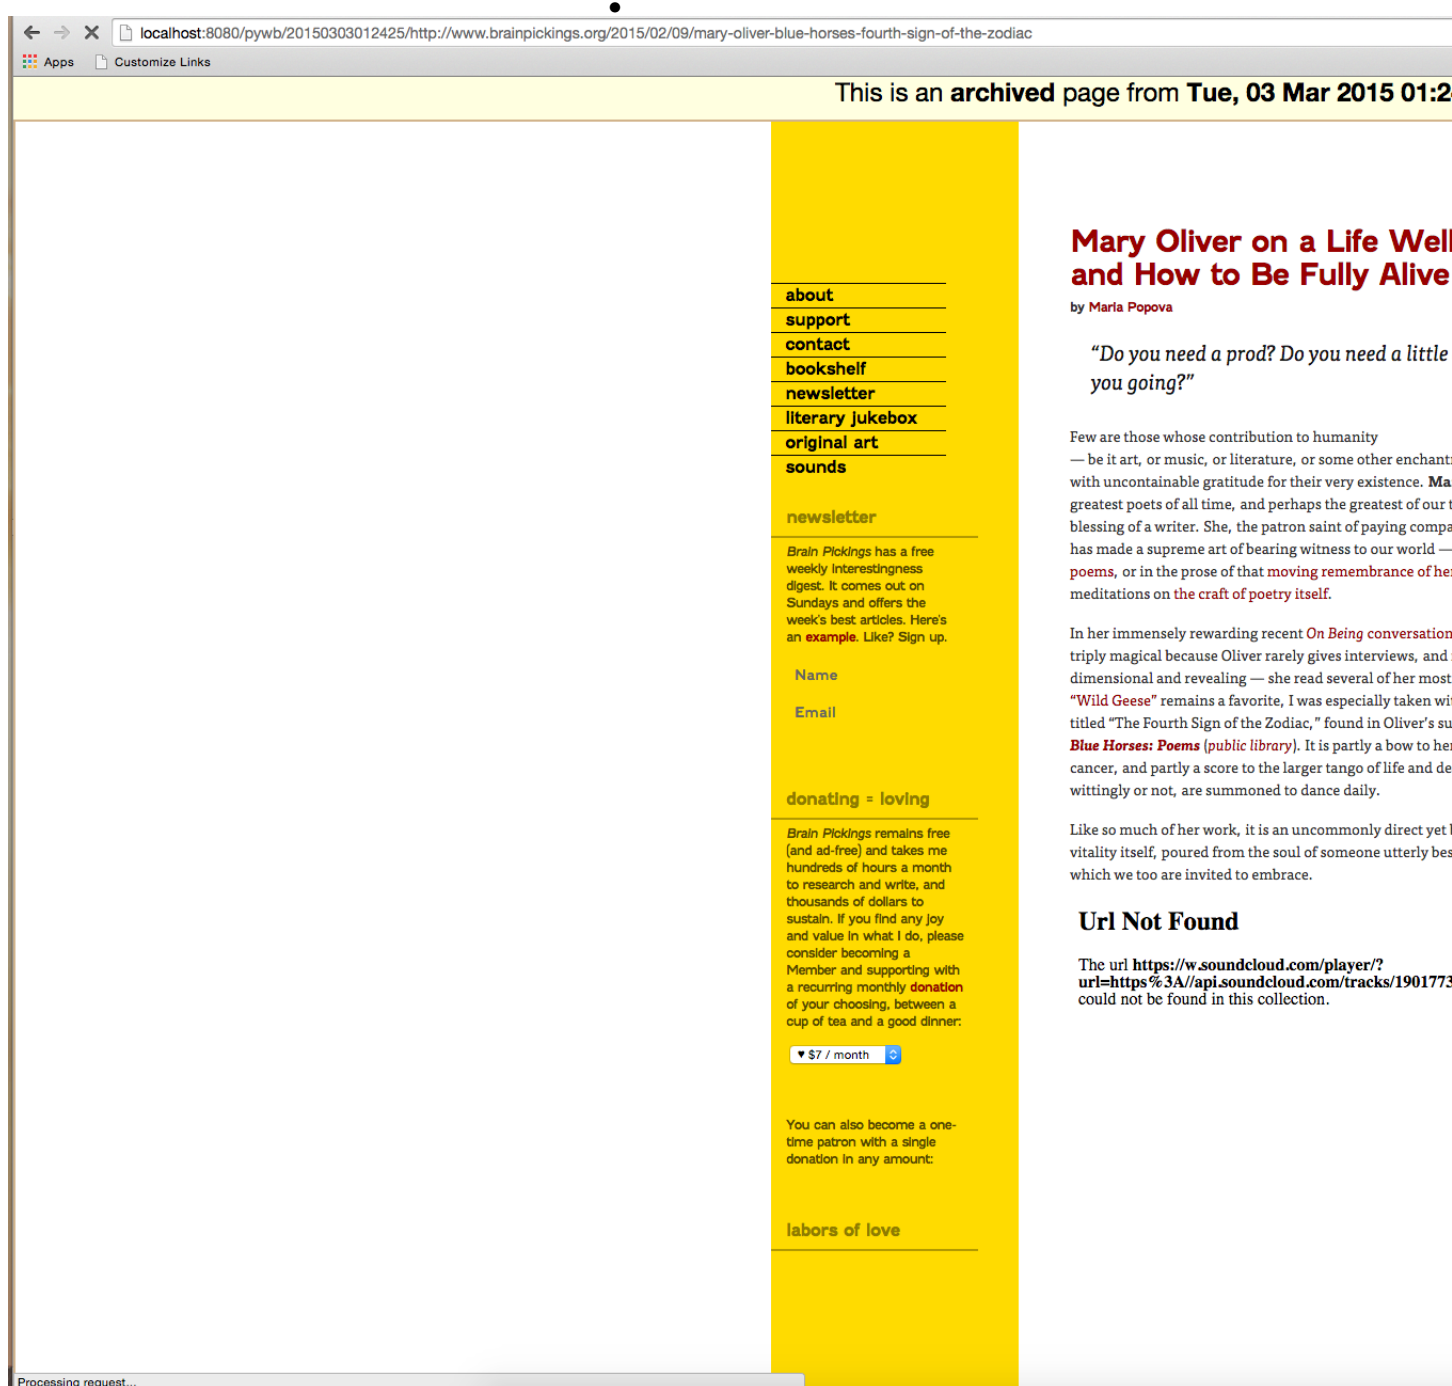 localhost:8080/pywb/20150303012425/http://www.brainpickings.org/2015/02/09/mary-oliver-blue-horses-fourth-sign-of-the-zodiac
Apps Customize Links
This is an archived page from Tue, 03 Mar 2015 01:2
about
support
contact
bookshelf
newsletter
literary jukebox
original art
sounds
newsletter
Brain Pickings has a free
weekly interestingness
digest. It comes out on
Sundays and offers the
week's best articles. Here's
an example. Like? Sign up.
Name
Email
donating = loving
Brain Pickings remains free
(and ad-free) and takes me
hundreds of hours a month
to research and write, and
thousands of dollars to
sustain. If you find any joy
and value in what I do, please
consider becoming a
Member and supporting with
a recurring monthly donation
of your choosing, between a
cup of tea and a good dinner:
♥ $7 / month
You can also become a one-
time patron with a single
donation in any amount:
labors of love
Mary Oliver on a Life Well
and How to Be Fully Alive
by Maria Popova
“Do you need a prod? Do you need a little
you going?”
Few are those whose contribution to humanity
— be it art, or music, or literature, or some other
with uncontainable gratitude for their very existence.
greatest poets of all time, and perhaps the greatest of our
blessing of a writer. She, the patron saint of paying
has made a supreme art of bearing witness to our world —
poems, or in the prose of that moving remembrance of
meditations on the craft of poetry itself.
In her immensely rewarding recent On Being conversation
triply magical because Oliver rarely gives interviews, and
dimensional and revealing — she read several of her most
“Wild Geese” remains a favorite, I was especially taken
titled “The Fourth Sign of the Zodiac,” found in Oliver’s
Blue Horses: Poems (public library). It is partly a bow to
cancer, and partly a score to the larger tango of life and
wittingly or not, are summoned to dance daily.
Like so much of her work, it is an uncommonly direct yet
vitality itself, poured from the soul of someone utterly
which we too are invited to embrace.
Url Not Found
The url https://w.soundcloud.com/player/?
url=https%3A//api.soundcloud.com/tracks/1901773
could not be found in this collection.
Processing request...